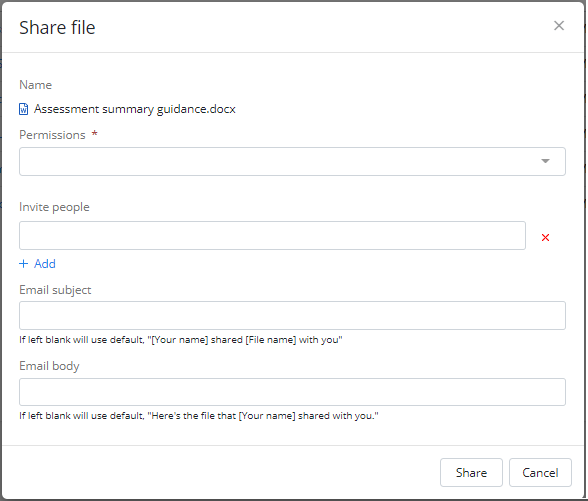 Share file
Name
Assessment summary guidance.docx
Permissions *
Invite people
+ Add
Email subject
If left blank will use default, "[Your name] shared [File name] with you"
Email body
If left blank will use default, "Here's the file that [Your name] shared with you."
Share Cancel